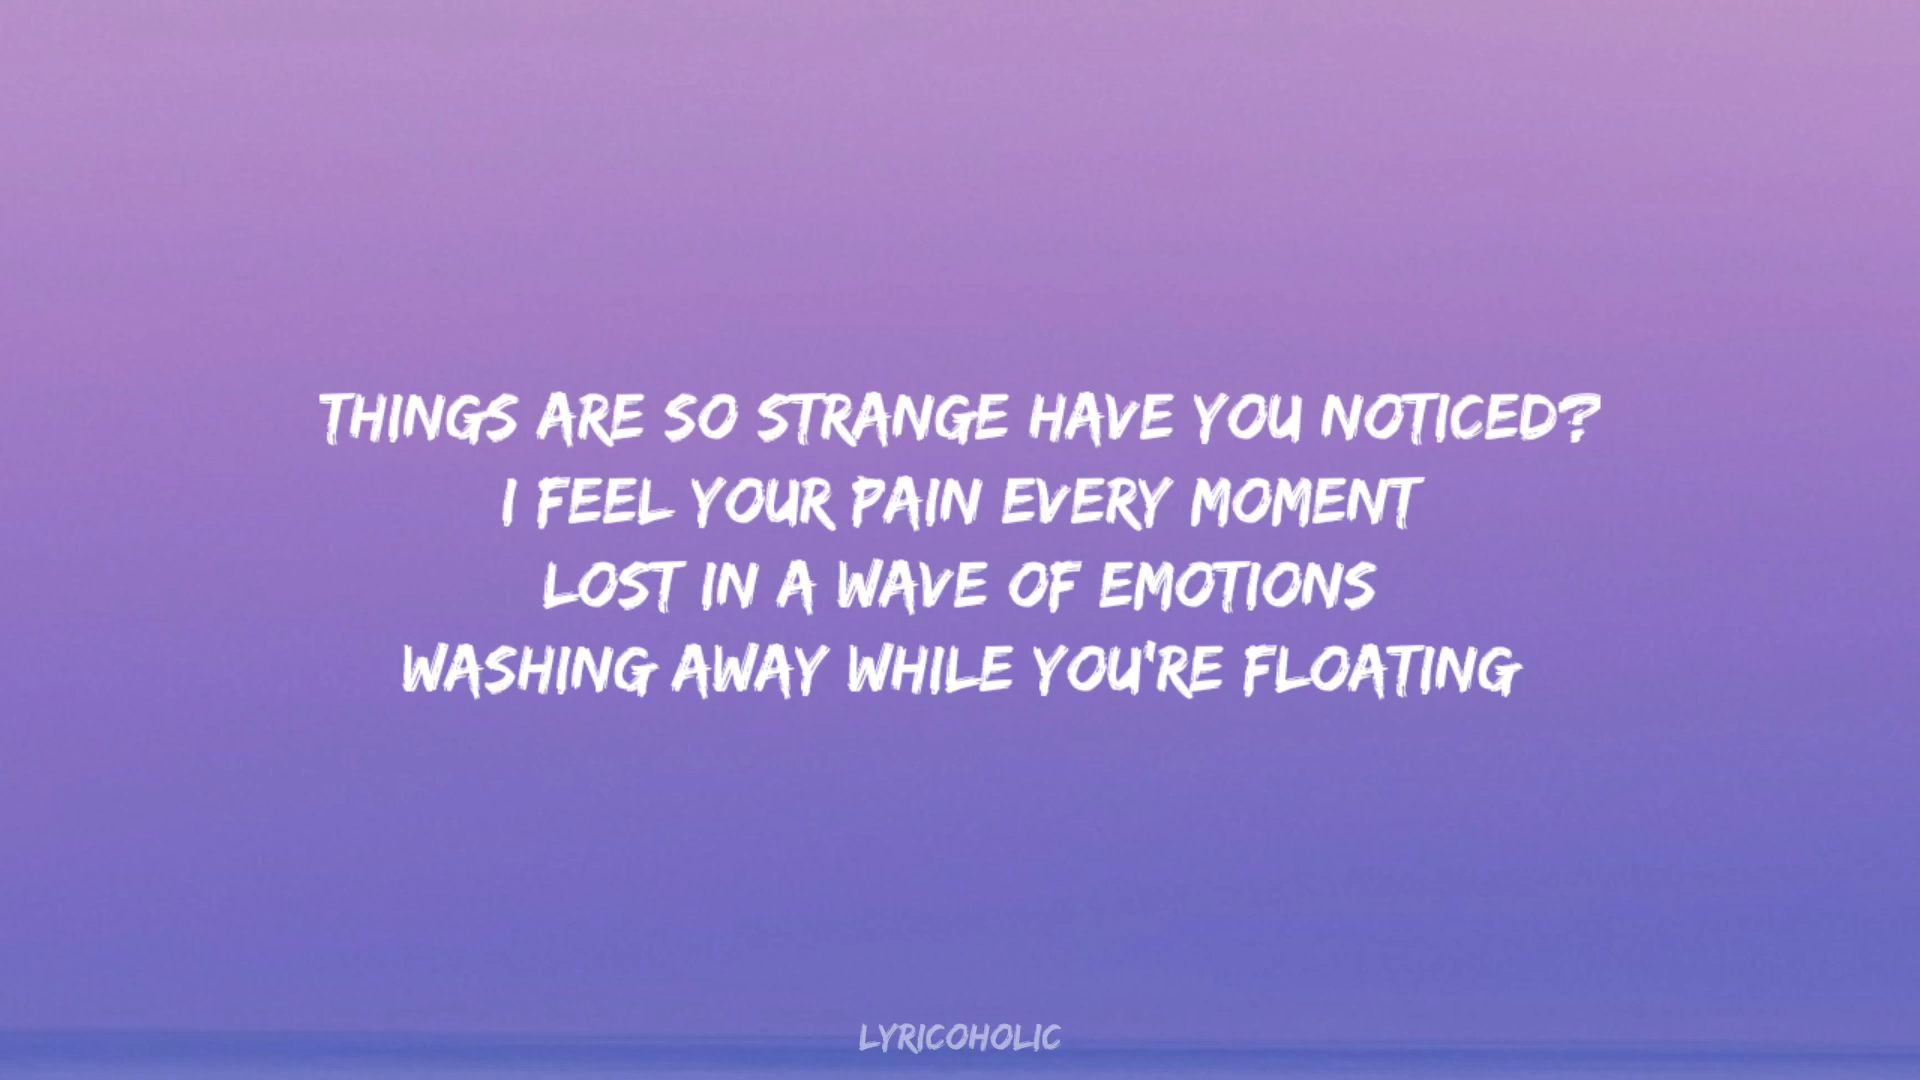 THINGS ARE SO STRANGE HAVE YOU NOTICED?
I FEEL YOUR PAIN EVERY MOMENT
LOST IN A WAVE OF EMOTIONS
WASHING AWAY WHILE YOU'RE FLOATING
LYRICOHOLIC